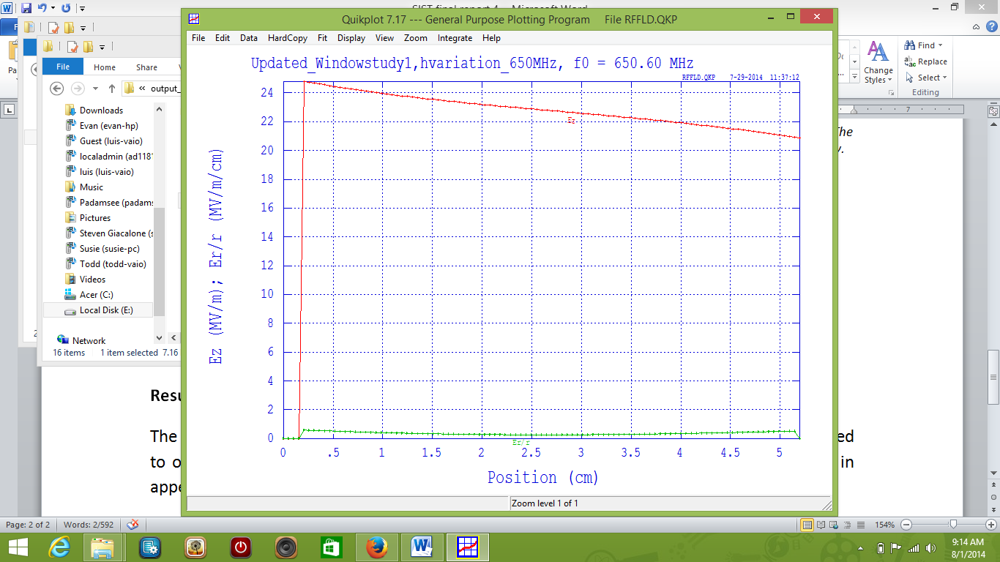 SIST final report 4 - Microsoft Word
Quikplot 7.17 --- General Purpose Plotting Program File RFFLD.QKP
File Edit Data HardCopy Fit Display View Zoom Integrate Help
Updated_Windowstudy1,hvariation_650MHz, f0 = 650.60 MHz
RFFLD.QKP 7-29-2014 11:37:12
24
22
20
18
16
14
12
10
8
6
4
2
0
Ez (MV/m); Er/r (MV/m/cm)
Ez
Er/r
0 .5 1 1.5 2 2.5 3 3.5 4 4.5 5
Position (cm)
Zoom level 1 of 1
File Home Share
« output_
Downloads
Evan (evan-hp)
Guest (luis-vaio)
localadmin (ad1181
luis (luis-vaio)
Music
Padamsee (padams
Pictures
Steven Giacalone (s
Susie (susie-pc)
Todd (todd-vaio)
Videos
Acer (C:)
Local Disk (E:)
Network
16 items 1 item selected 7.16
Change
Styles
Find
Replace
Select
Editing
7
The
Resu
The
ed
to o
in
appe
Page: 2 of 2 Words: 2/592
154%
9:14 AM
8/1/2014